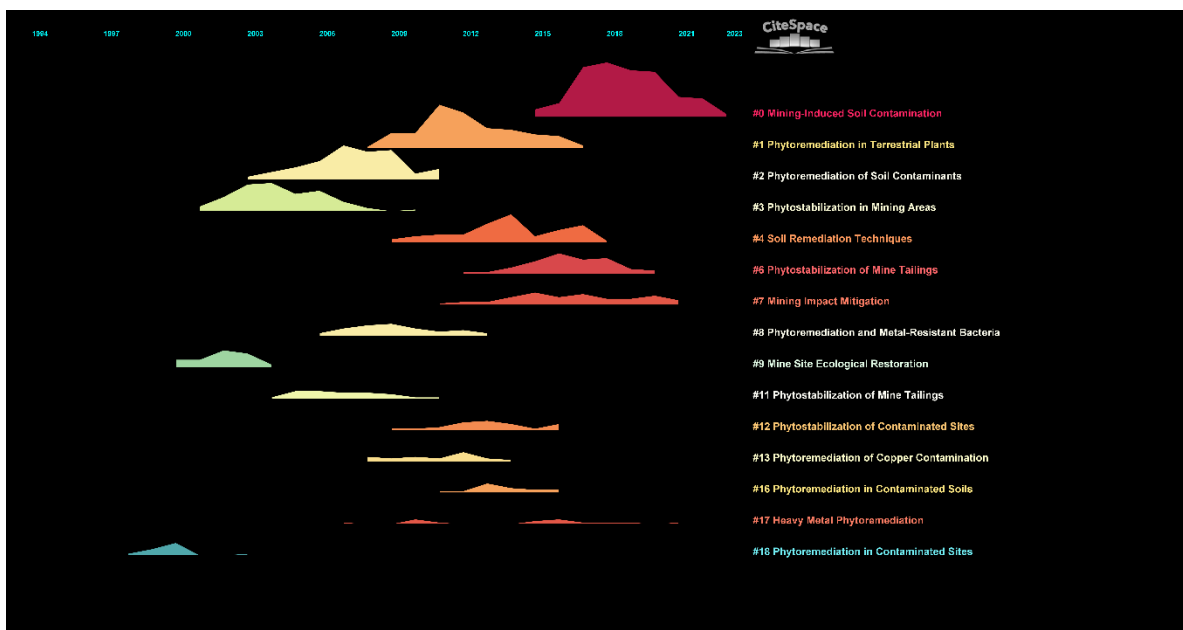 1994 1997 2000 2003 2006 2009 2012 2015 2018 2021 2023
CiteSpace
#0 Mining-Induced Soil Contamination
#1 Phytoremediation in Terrestrial Plants
#2 Phytoremediation of Soil Contaminants
#3 Phytostabilization in Mining Areas
#4 Soil Remediation Techniques
#6 Phytostabilization of Mine Tailings
#7 Mining Impact Mitigation
#8 Phytoremediation and Metal-Resistant Bacteria
#9 Mine Site Ecological Restoration
#11 Phytostabilization of Mine Tailings
#12 Phytostabilization of Contaminated Sites
#13 Phytoremediation of Copper Contamination
#16 Phytoremediation in Contaminated Soils
#17 Heavy Metal Phytoremediation
#18 Phytoremediation in Contaminated Sites